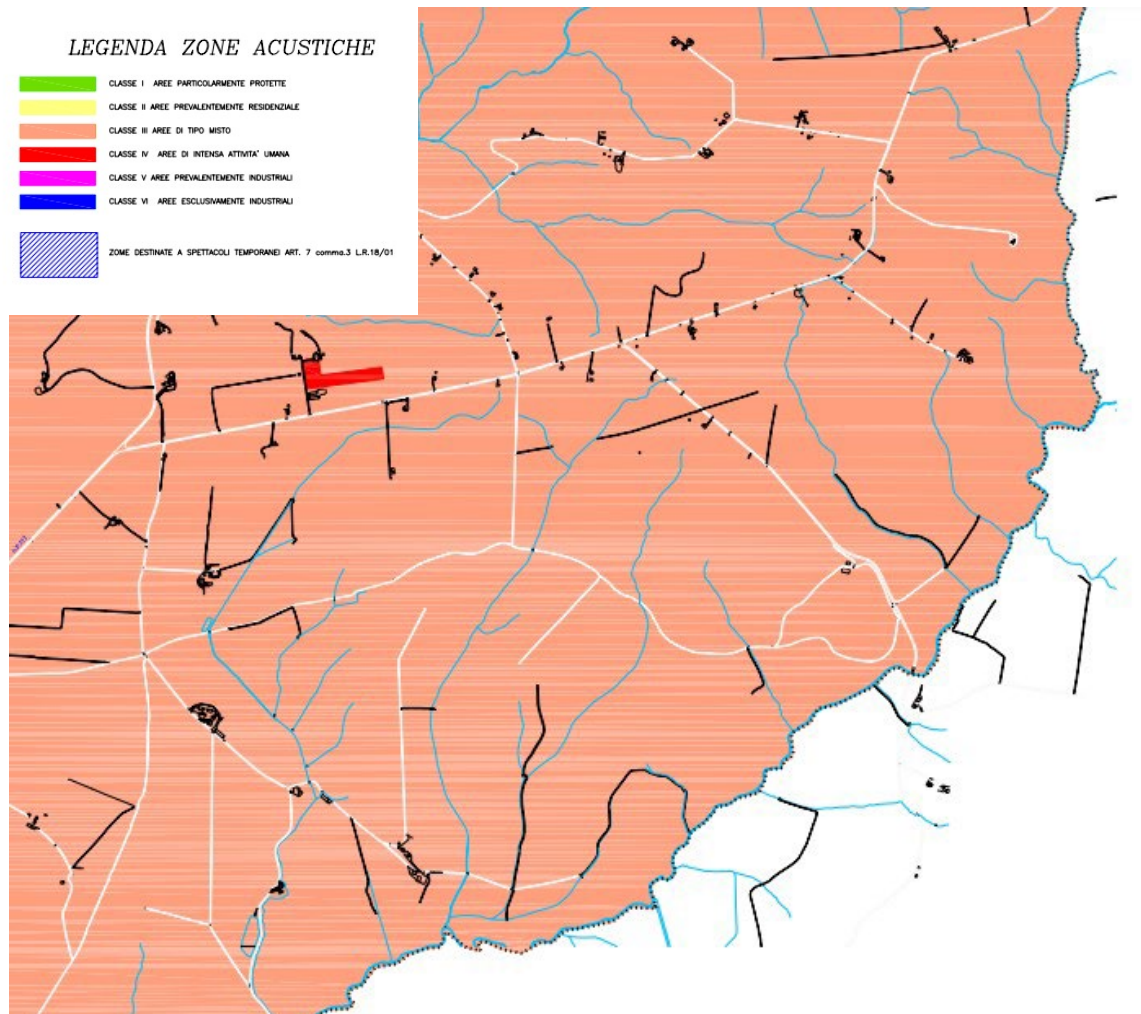 LEGENDA ZONE ACUSTICHE
CLASSE I AREE PARTICOLARMENTE PROTETTE
CLASSE II AREE PREVALENTEMENTE RESIDENZIALE
CLASSE III AREE DI TIPO MISTO
CLASSE IV AREE DI INTENSA ATTIVITA' UMANA
CLASSE V AREE PREVALENTEMENTE INDUSTRIALI
CLASSE VI AREE ESCLUSIVAMENTE INDUSTRIALI
ZOME DESTINATE A SPETTACOLI TEMPORANEI ART. 7 comma.3 L.R.18/01